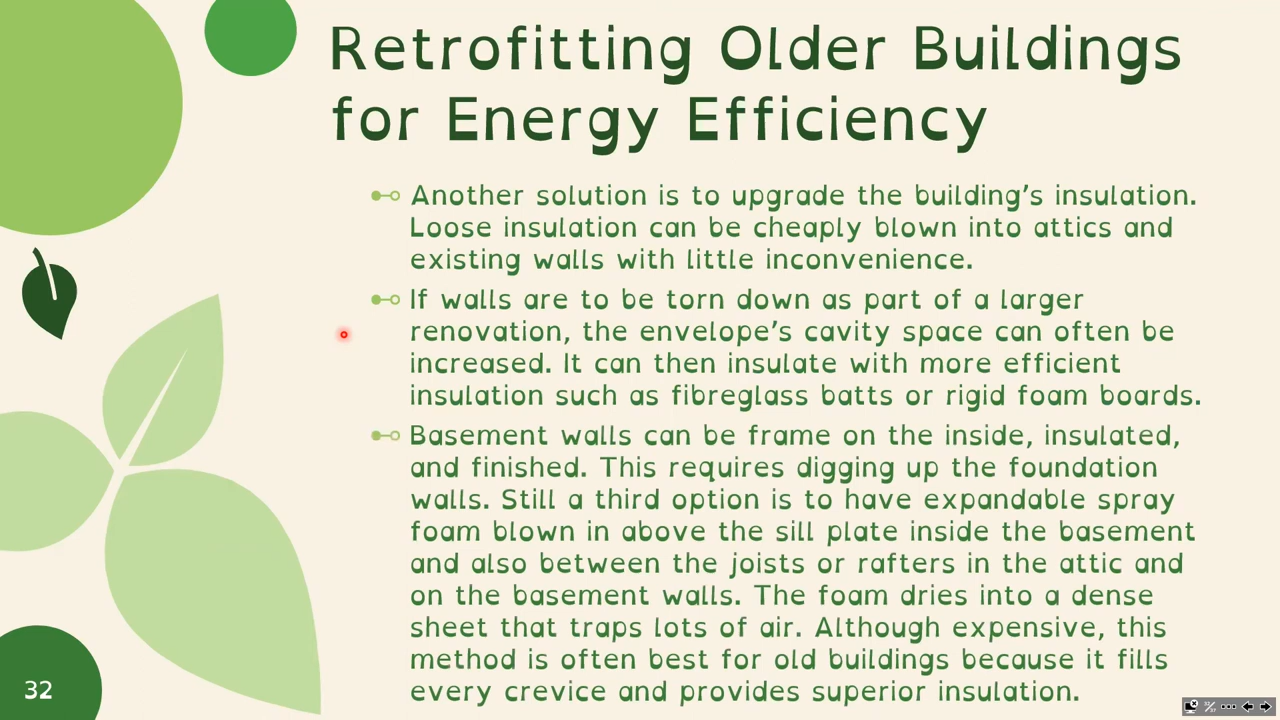 Retrofitting Older Buildings
for Energy Efficiency
Another solution is to upgrade the building's insulation.
Loose insulation can be cheaply blown into attics and
existing walls with little inconvenience.
If walls are to be torn down as part of a larger
renovation, the envelope's cavity space can often be
increased. It can then insulate with more efficient
insulation such as fibreglass batts or rigid foam boards.
Basement walls can be frame on the inside, insulated,
and finished. This requires digging up the foundation
walls. Still a third option is to have expandable spray
foam blown in above the sill plate inside the basement
and also between the joists or rafters in the attic and
on the basement walls. The foam dries into a dense
sheet that traps lots of air. Although expensive, this
method is often best for old buildings because it fills
every crevice and provides superior insulation.
32